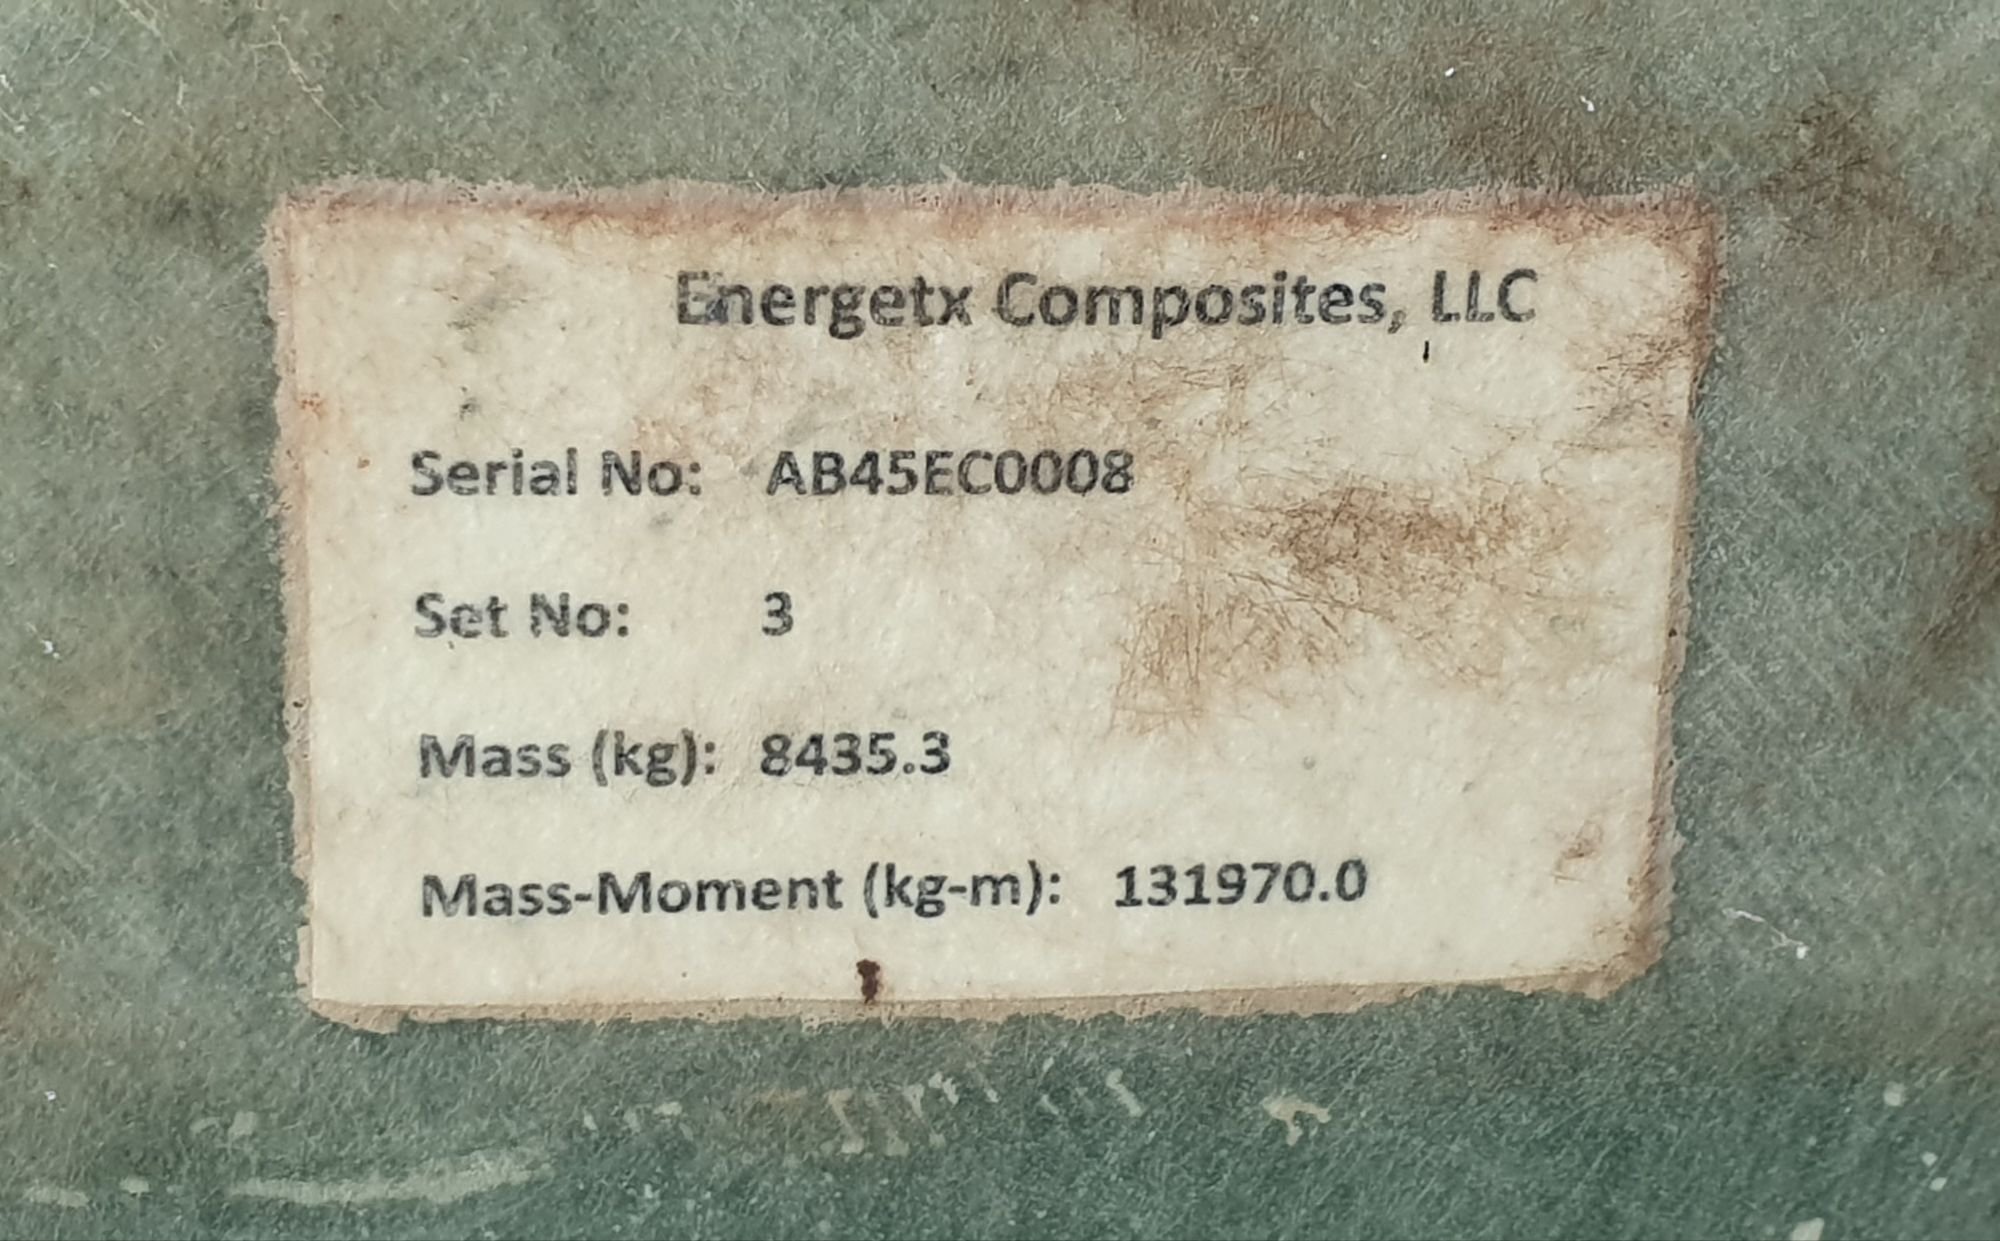 Energetx Composites, LLC
Serial No: AB45EC0008
Set No: 3
Mass (kg): 8435.3
Mass-Moment (kg-m): 131970.0